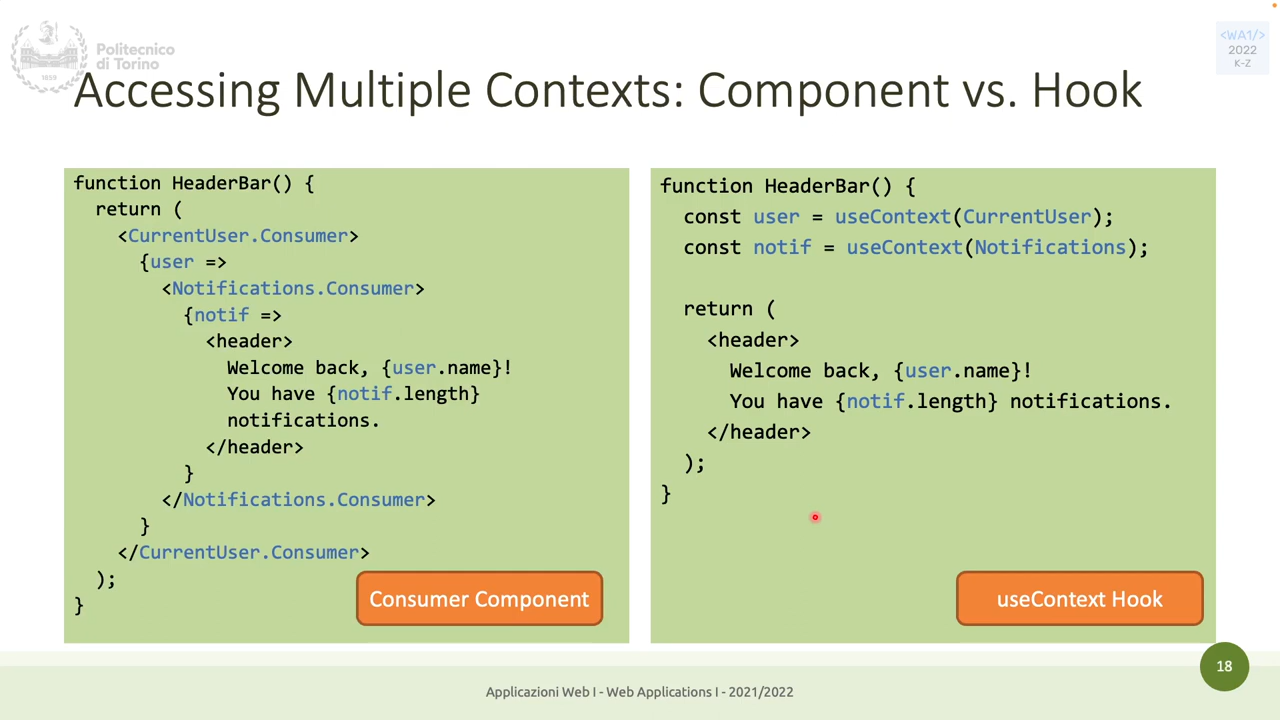 Politecnico
di Torino
1859
<WA1/>
2022
K-Z
Accessing Multiple Contexts: Component vs. Hook
function HeaderBar() {
  return (
    <CurrentUser.Consumer>
      {user =>
        <Notifications.Consumer>
          {notif =>
            <header>
              Welcome back, {user.name}!
              You have {notif.length}
              notifications.
            </header>
          }
        </Notifications.Consumer>
      }
    </CurrentUser.Consumer>
  );
}
Consumer Component
function HeaderBar() {
  const user = useContext(CurrentUser);
  const notif = useContext(Notifications);
  return (
    <header>
      Welcome back, {user.name}!
      You have {notif.length} notifications.
    </header>
  );
}
useContext Hook
18
Applicazioni Web I - Web Applications I - 2021/2022